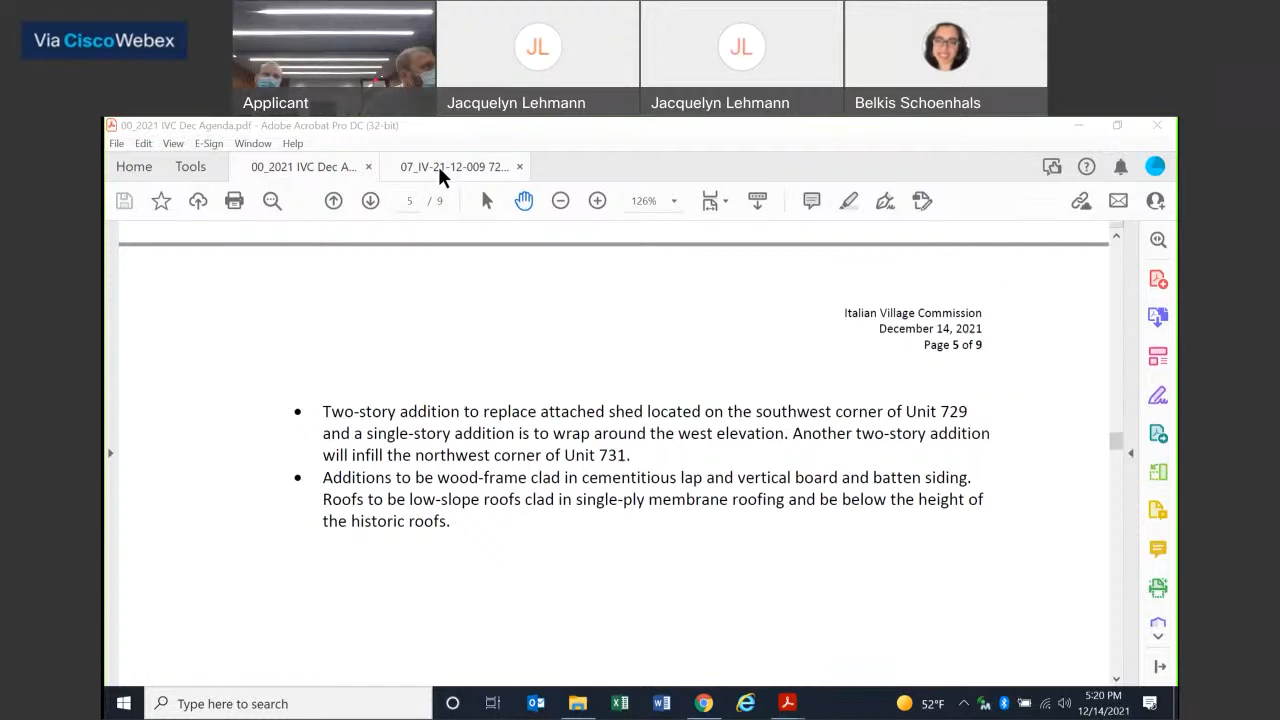 Via Cisco Webex
JL
JL
Applicant
Jacquelyn Lehmann
Jacquelyn Lehmann
Belkis Schoenhals
00_2021 IVC Dec Agenda.pdf - Adobe Acrobat Pro DC (32-bit)
File Edit View E-Sign Window Help
Home Tools 00_2021 IVC Dec A... × 07_IV-21-12-009 72... ×
5 / 9 126%
Italian Village Commission
December 14, 2021
Page 5 of 9
• Two-story addition to replace attached shed located on the southwest corner of Unit 729
and a single-story addition is to wrap around the west elevation. Another two-story addition
will infill the northwest corner of Unit 731.
• Additions to be wood-frame clad in cementitious lap and vertical board and batten siding.
Roofs to be low-slope roofs clad in single-ply membrane roofing and be below the height of
the historic roofs.
Type here to search
52°F
5:20 PM
12/14/2021